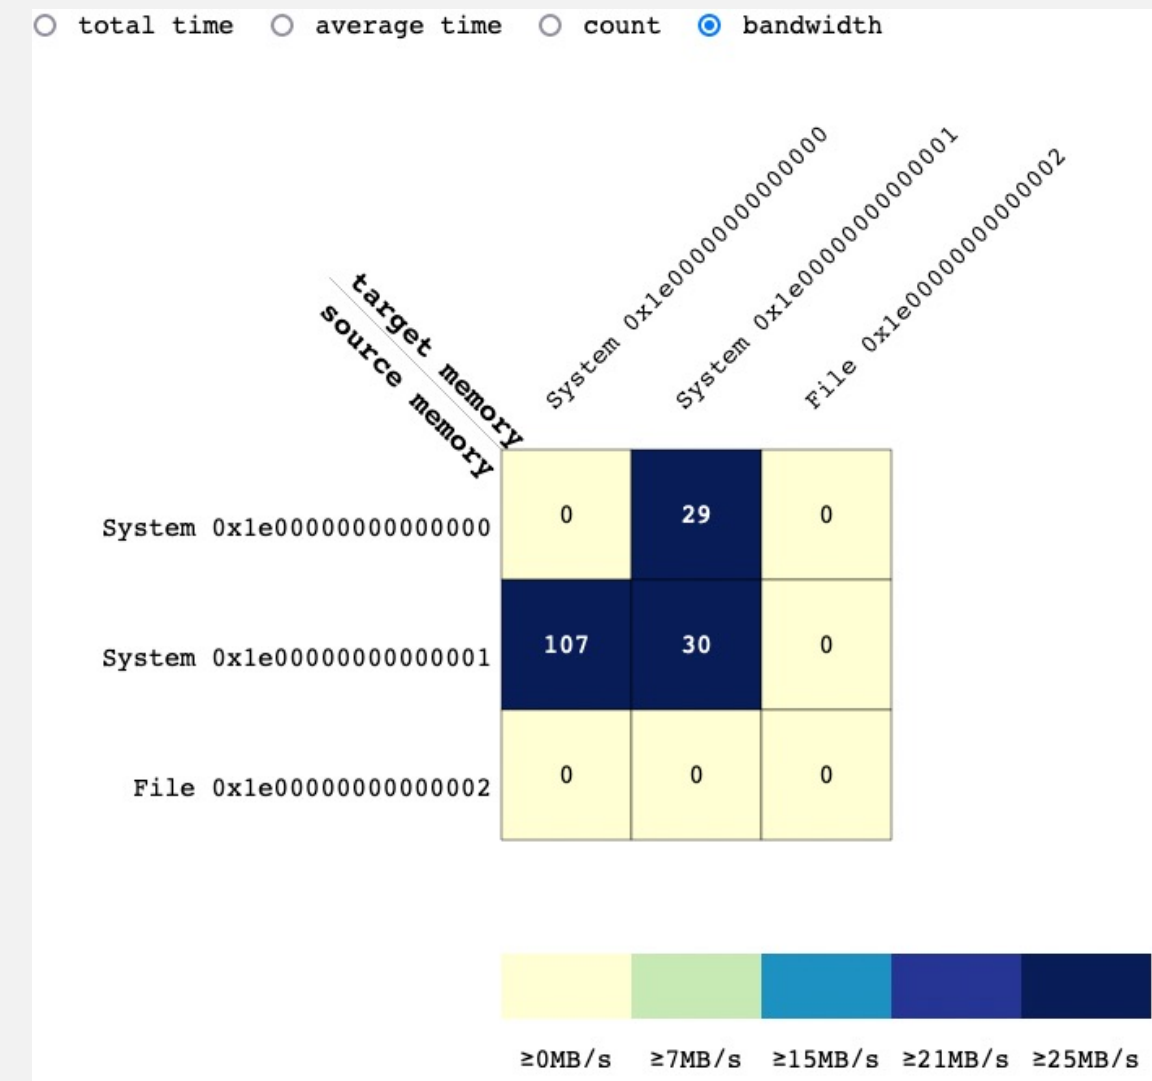 total time average time count bandwidth
System 0x1e00000000000000
System 0x1e00000000000001
File 0x1e00000000000002
target memory
source memory
System 0x1e00000000000000 0 29 0
System 0x1e00000000000001 107 30 0
File 0x1e00000000000002 0 0 0
≥0MB/s ≥7MB/s ≥15MB/s ≥21MB/s ≥25MB/s